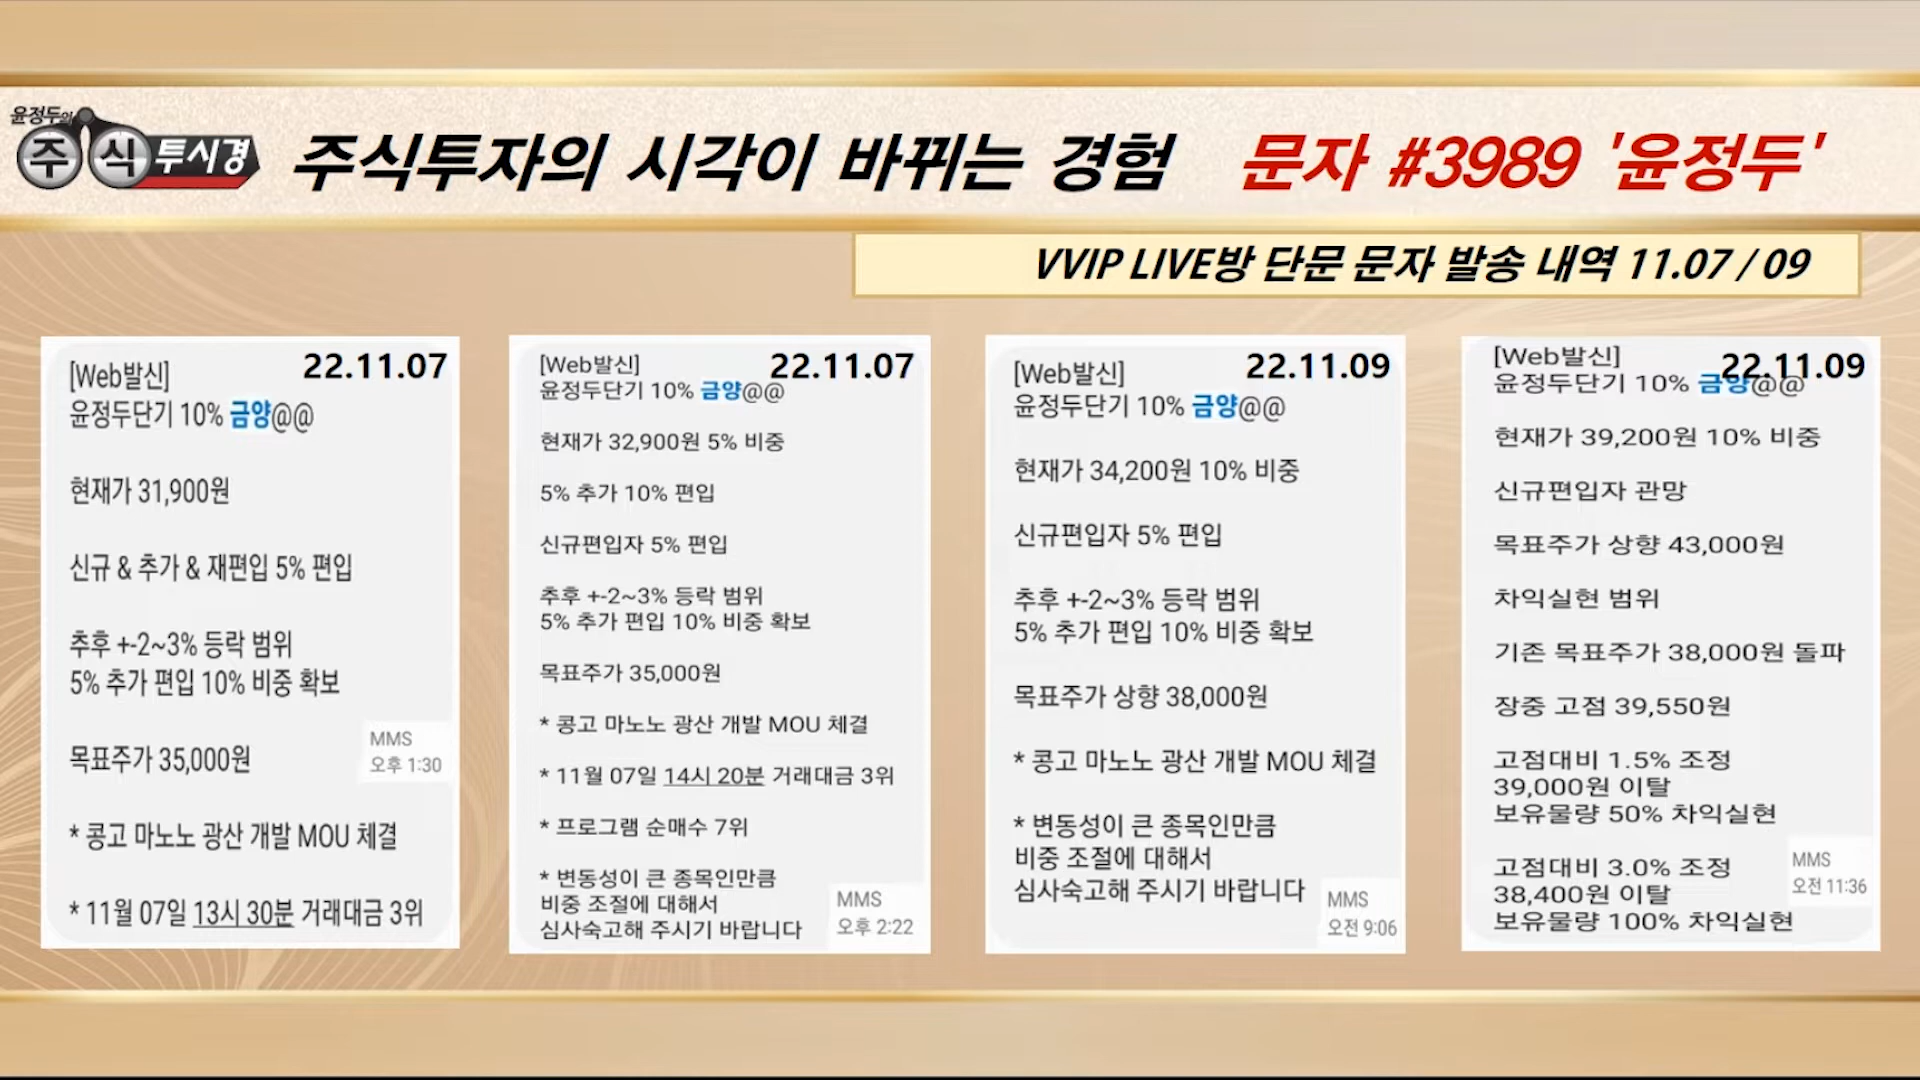 윤정두의
주식투시경
주식투자의 시각이 바뀌는 경험 문자 #3989 '윤정두'
VVIP LIVE방 단문 문자 발송 내역 11.07 / 09
22.11.07
[Web발신]
윤정두단기 10% 금양@@
현재가 31,900원
신규 & 추가 & 재편입 5% 편입
추후 +-2~3% 등락 범위
5% 추가 편입 10% 비중 확보
목표주가 35,000원
* 콩고 마노노 광산 개발 MOU 체결
* 11월 07일 13시 30분 거래대금 3위
MMS
오후 1:30
22.11.07
[Web발신]
윤정두단기 10% 금양@@
현재가 32,900원 5% 비중
5% 추가 10% 편입
신규편입자 5% 편입
추후 +-2~3% 등락 범위
5% 추가 편입 10% 비중 확보
목표주가 35,000원
* 콩고 마노노 광산 개발 MOU 체결
* 11월 07일 14시 20분 거래대금 3위
* 프로그램 순매수 7위
* 변동성이 큰 종목인만큼
비중 조절에 대해서
심사숙고해 주시기 바랍니다
MMS
오후 2:22
22.11.09
[Web발신]
윤정두단기 10% 금양@@
현재가 34,200원 10% 비중
신규편입자 5% 편입
추후 +-2~3% 등락 범위
5% 추가 편입 10% 비중 확보
목표주가 상향 38,000원
* 콩고 마노노 광산 개발 MOU 체결
* 변동성이 큰 종목인만큼
비중 조절에 대해서
심사숙고해 주시기 바랍니다
MMS
오전 9:06
22.11.09
[Web발신]
윤정두단기 10% 금양@@
현재가 39,200원 10% 비중
신규편입자 관망
목표주가 상향 43,000원
차익실현 범위
기존 목표주가 38,000원 돌파
장중 고점 39,550원
고점대비 1.5% 조정
39,000원 이탈
보유물량 50% 차익실현
고점대비 3.0% 조정
38,400원 이탈
보유물량 100% 차익실현
MMS
오전 11:36